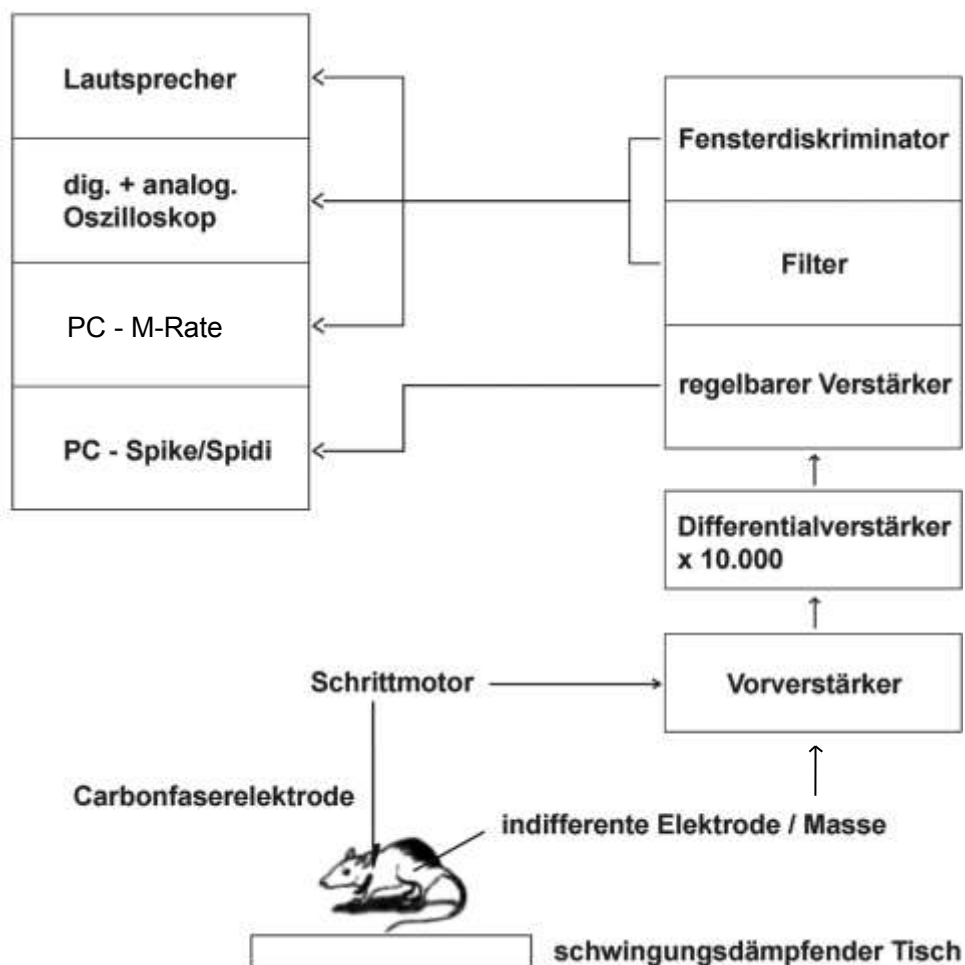 Lautsprecher
dig. + analog.
Oszilloskop
PC - M-Rate
PC - Spike/Spidi
Fensterdiskriminator
Filter
regelbarer Verstärker
Differentialverstärker
x 10.000
Vorverstärker
Schrittmotor
Carbonfaserelektrode
indifferente Elektrode / Masse
schwingungsdämpfender Tisch